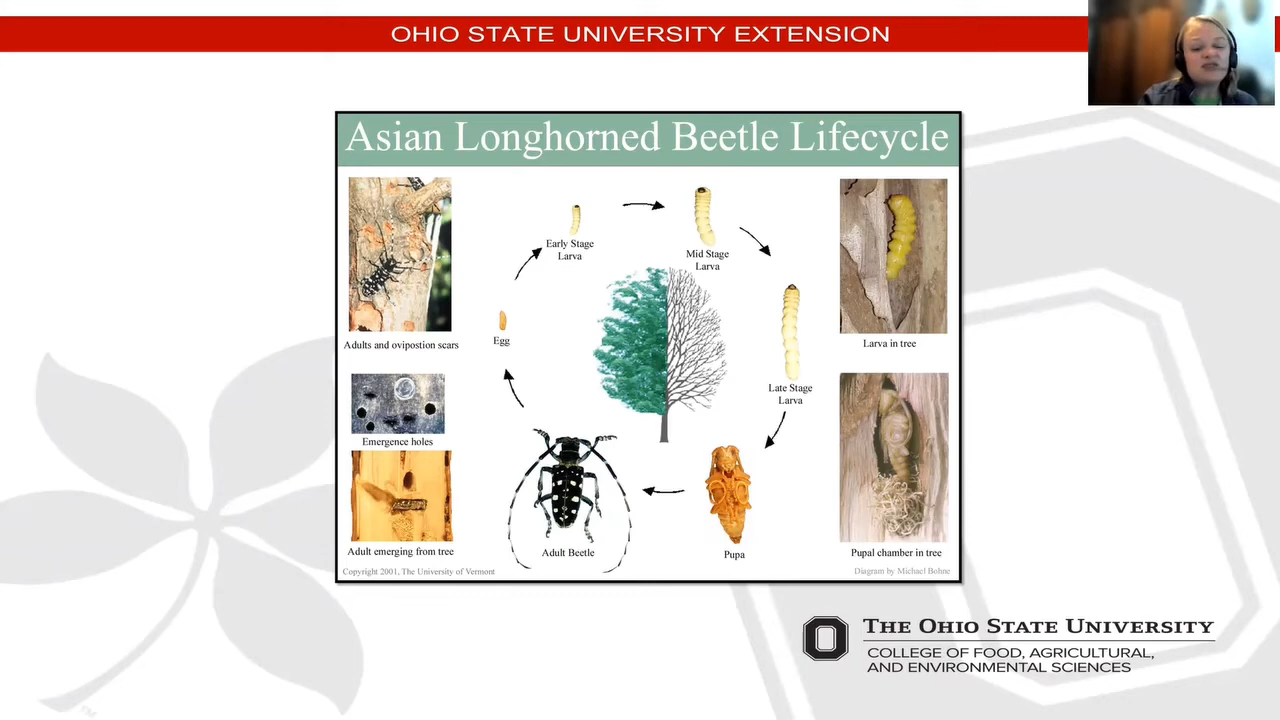 OHIO STATE UNIVERSITY EXTENSION
Asian Longhorned Beetle Lifecycle
Early Stage
Larva
Mid Stage
Larva
Late Stage
Larva
Egg
Adults and ovipostion scars
Larva in tree
Emergence holes
Adult emerging from tree
Adult Beetle
Pupa
Pupal chamber in tree
Copyright 2001, The University of Vermont
Diagram by Michael Bohne
THE OHIO STATE UNIVERSITY
COLLEGE OF FOOD, AGRICULTURAL,
AND ENVIRONMENTAL SCIENCES
TM